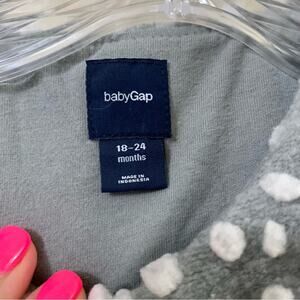 babyGap
18-24
months
MADE IN
INDONESIA